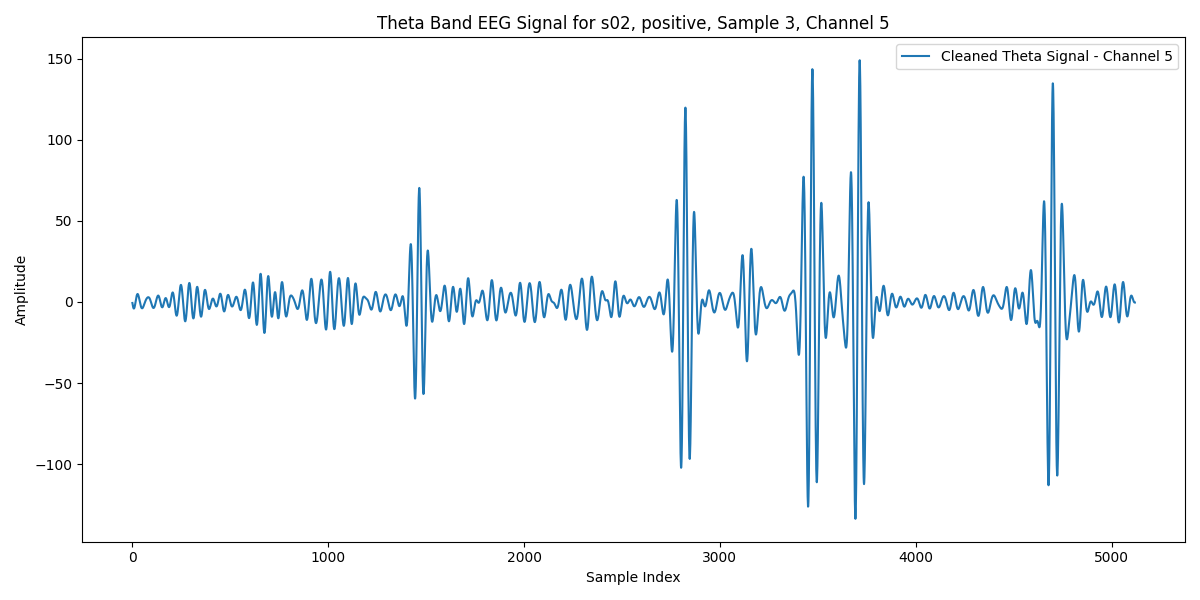 Theta Band EEG Signal for s02, positive, Sample 3, Channel 5
Cleaned Theta Signal - Channel 5
Amplitude
150
100
50
0
−50
−100
0 1000 2000 3000 4000 5000
Sample Index